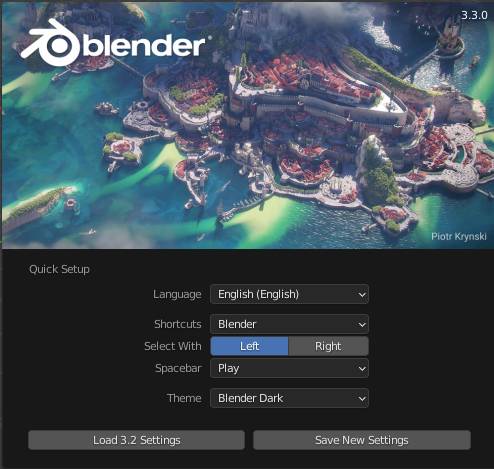 3.3.0
blender
Piotr Krynski
Quick Setup
Language English (English)
Shortcuts Blender
Select With Left Right
Spacebar Play
Theme Blender Dark
Load 3.2 Settings Save New Settings